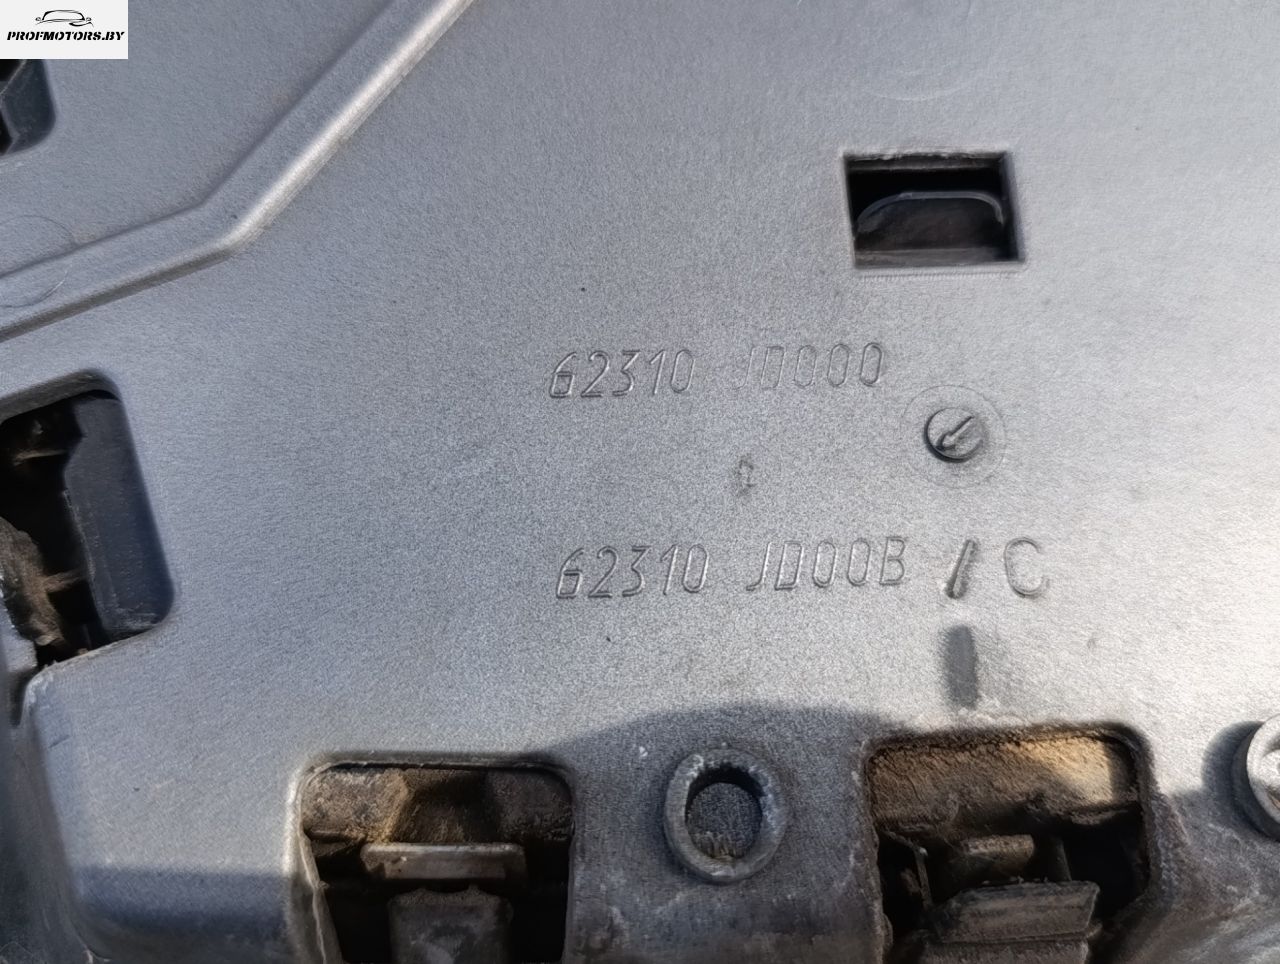 PROFMOTORS.BY
62310 JD000
62310 JD00B / C